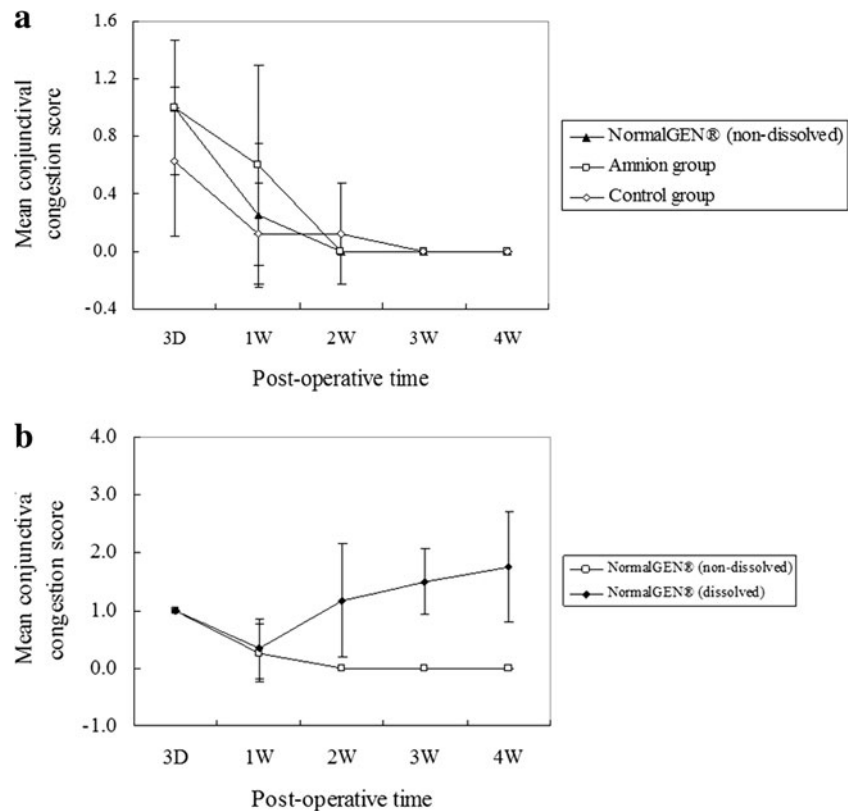 a
Mean conjunctival
congestion score
1.6
1.2
0.8
0.4
0.0
-0.4
3D 1W 2W 3W 4W
Post-operative time
NormalGEN® (non-dissolved)
Amnion group
Control group
b
Mean conjunctiva
congestion score
4.0
3.0
2.0
1.0
0.0
-1.0
3D 1W 2W 3W 4W
Post-operative time
NormalGEN® (non-dissolved)
NormalGEN® (dissolved)